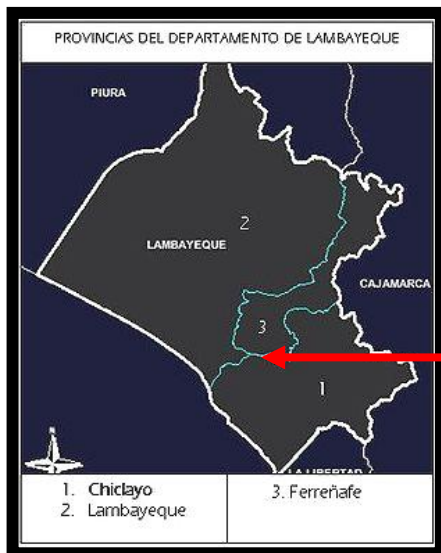 PROVINCIAS DEL DEPARTAMENTO DE LAMBAYEQUE
PIURA
2
LAMBAYEQUE
CAJAMARCA
3
1
LA LIBERTAD
1. Chiclayo
2. Lambayeque
3. Ferreñafe